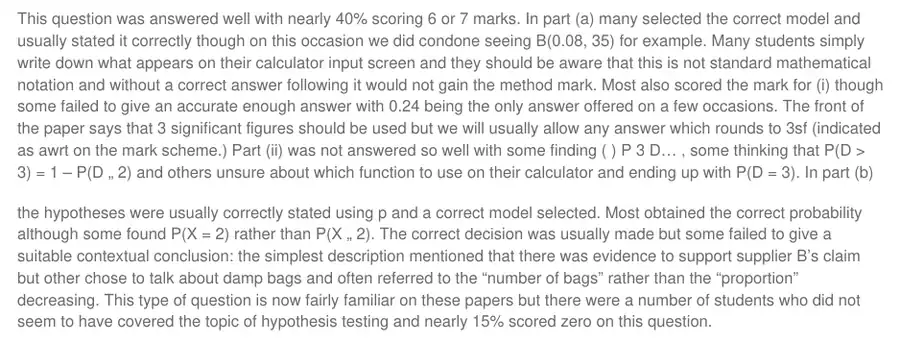 This question was answered well with nearly 40% scoring 6 or 7 marks. In part (a) many selected the correct model and
usually stated it correctly though on this occasion we did condone seeing B(0.08, 35) for example. Many students simply
write down what appears on their calculator input screen and they should be aware that this is not standard mathematical
notation and without a correct answer following it would not gain the method mark. Most also scored the mark for (i) though
some failed to give an accurate enough answer with 0.24 being the only answer offered on a few occasions. The front of
the paper says that 3 significant figures should be used but we will usually allow any answer which rounds to 3sf (indicated
as awrt on the mark scheme.) Part (ii) was not answered so well with some finding ( ) P 3 D… , some thinking that P(D >
3) = 1 – P(D „ 2) and others unsure about which function to use on their calculator and ending up with P(D = 3). In part (b)
the hypotheses were usually correctly stated using p and a correct model selected. Most obtained the correct probability
although some found P(X = 2) rather than P(X „ 2). The correct decision was usually made but some failed to give a
suitable contextual conclusion: the simplest description mentioned that there was evidence to support supplier B’s claim
but other chose to talk about damp bags and often referred to the “number of bags” rather than the “proportion”
decreasing. This type of question is now fairly familiar on these papers but there were a number of students who did not
seem to have covered the topic of hypothesis testing and nearly 15% scored zero on this question.